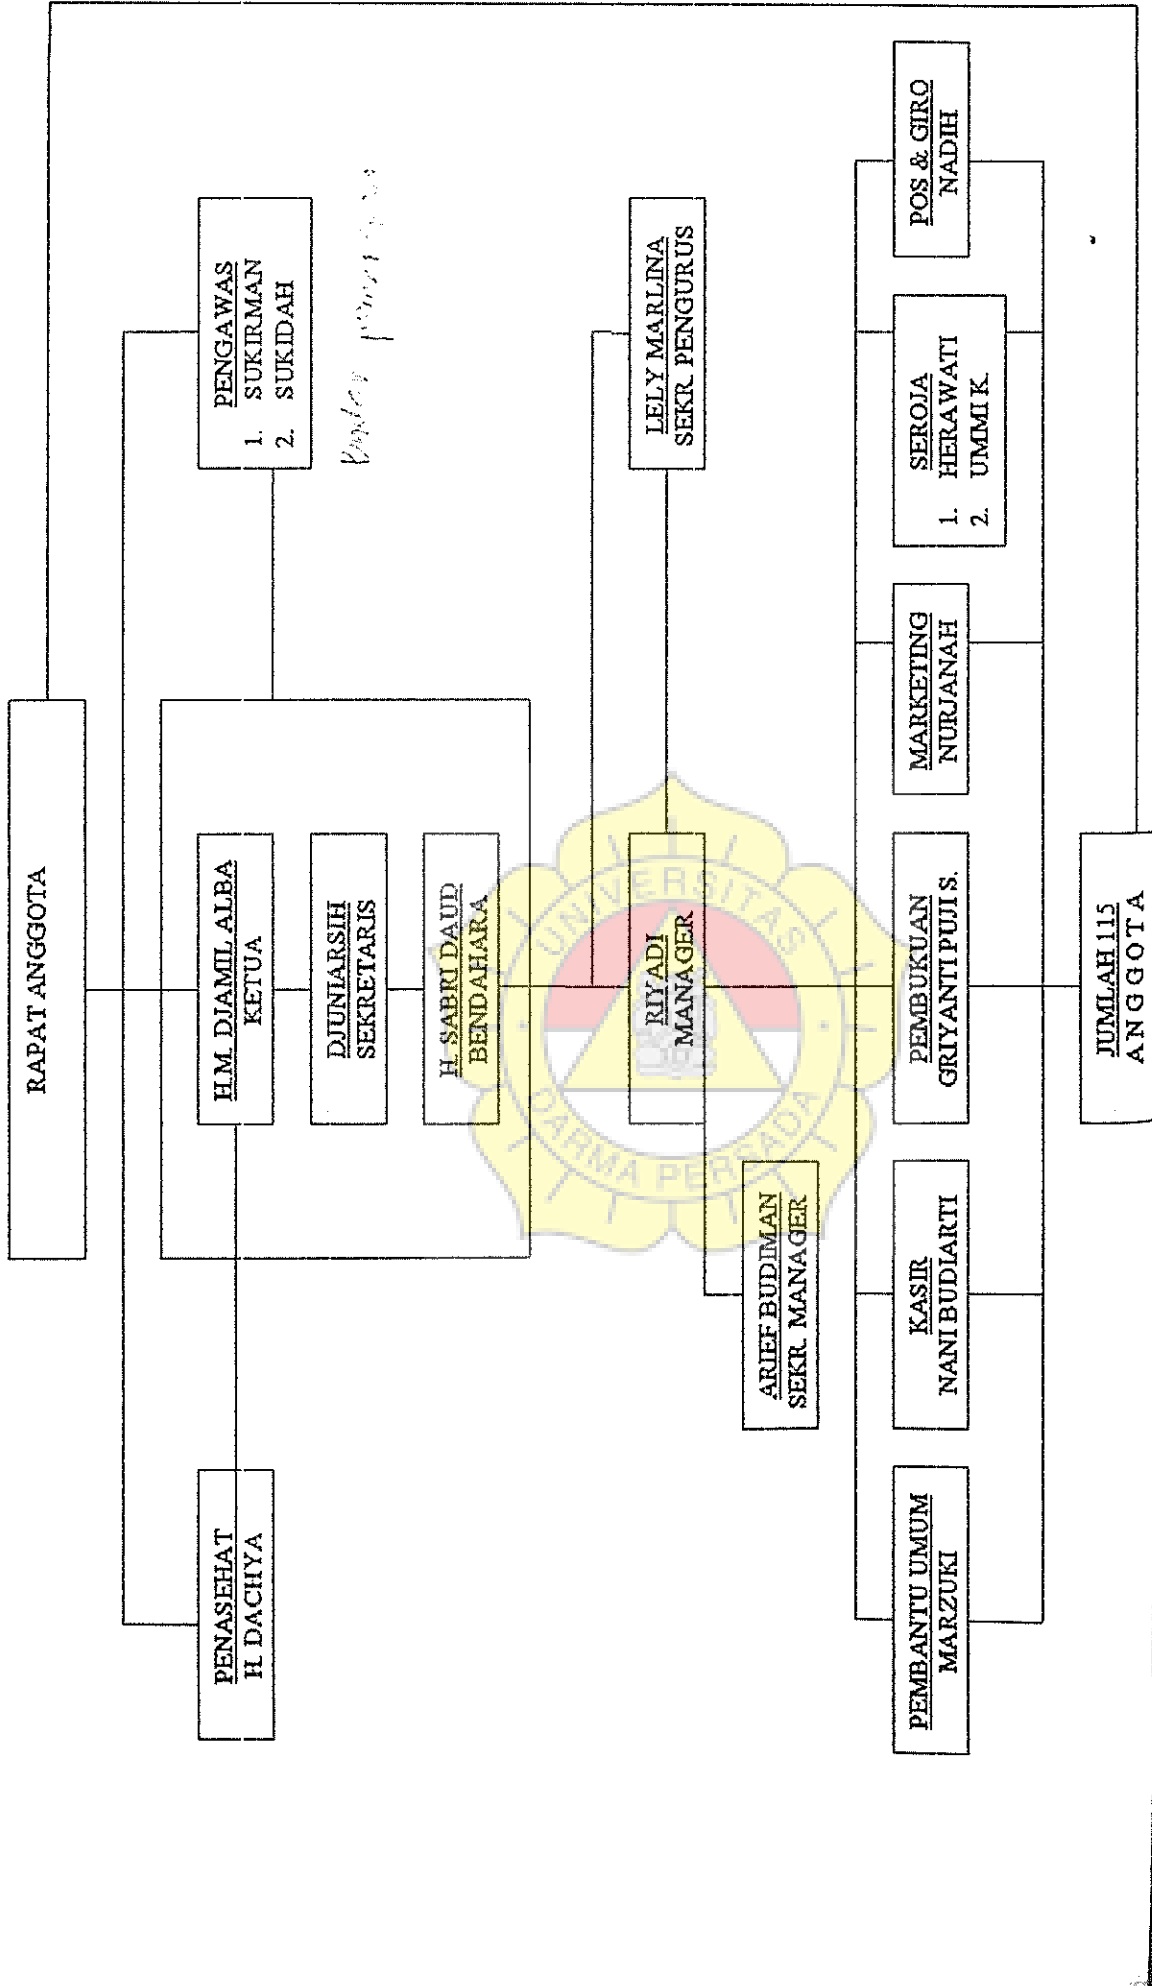 RAPAT ANGGOTA
PENASEHAT
H. DACHYA
H.M. DJAMIL ALBA
KETUA
DJUNIARSIH
SEKRETARIS
H. SABRI DAUD
BENDAHARA
PENGAWAS
1. SUKIRMAN
2. SUKIDAH
RIYADI
MANAGER
LELY MARLINA
SEKR. PENGURUS
ARIEF BUDIMAN
SEKR. MANAGER
PEMBANTU UMUM
MARZUKI
KASIR
NANI BUDIARTI
PEMBUKUAN
GRIYANTI PUJI S.
MARKETING
NURJANAH
SEROJA
1. HERAWATI
2. UMMI K.
POS & GIRO
NADIH
JUMLAH 115
A N G G O T A
UNIVERSITAS
DARMA PERSADA